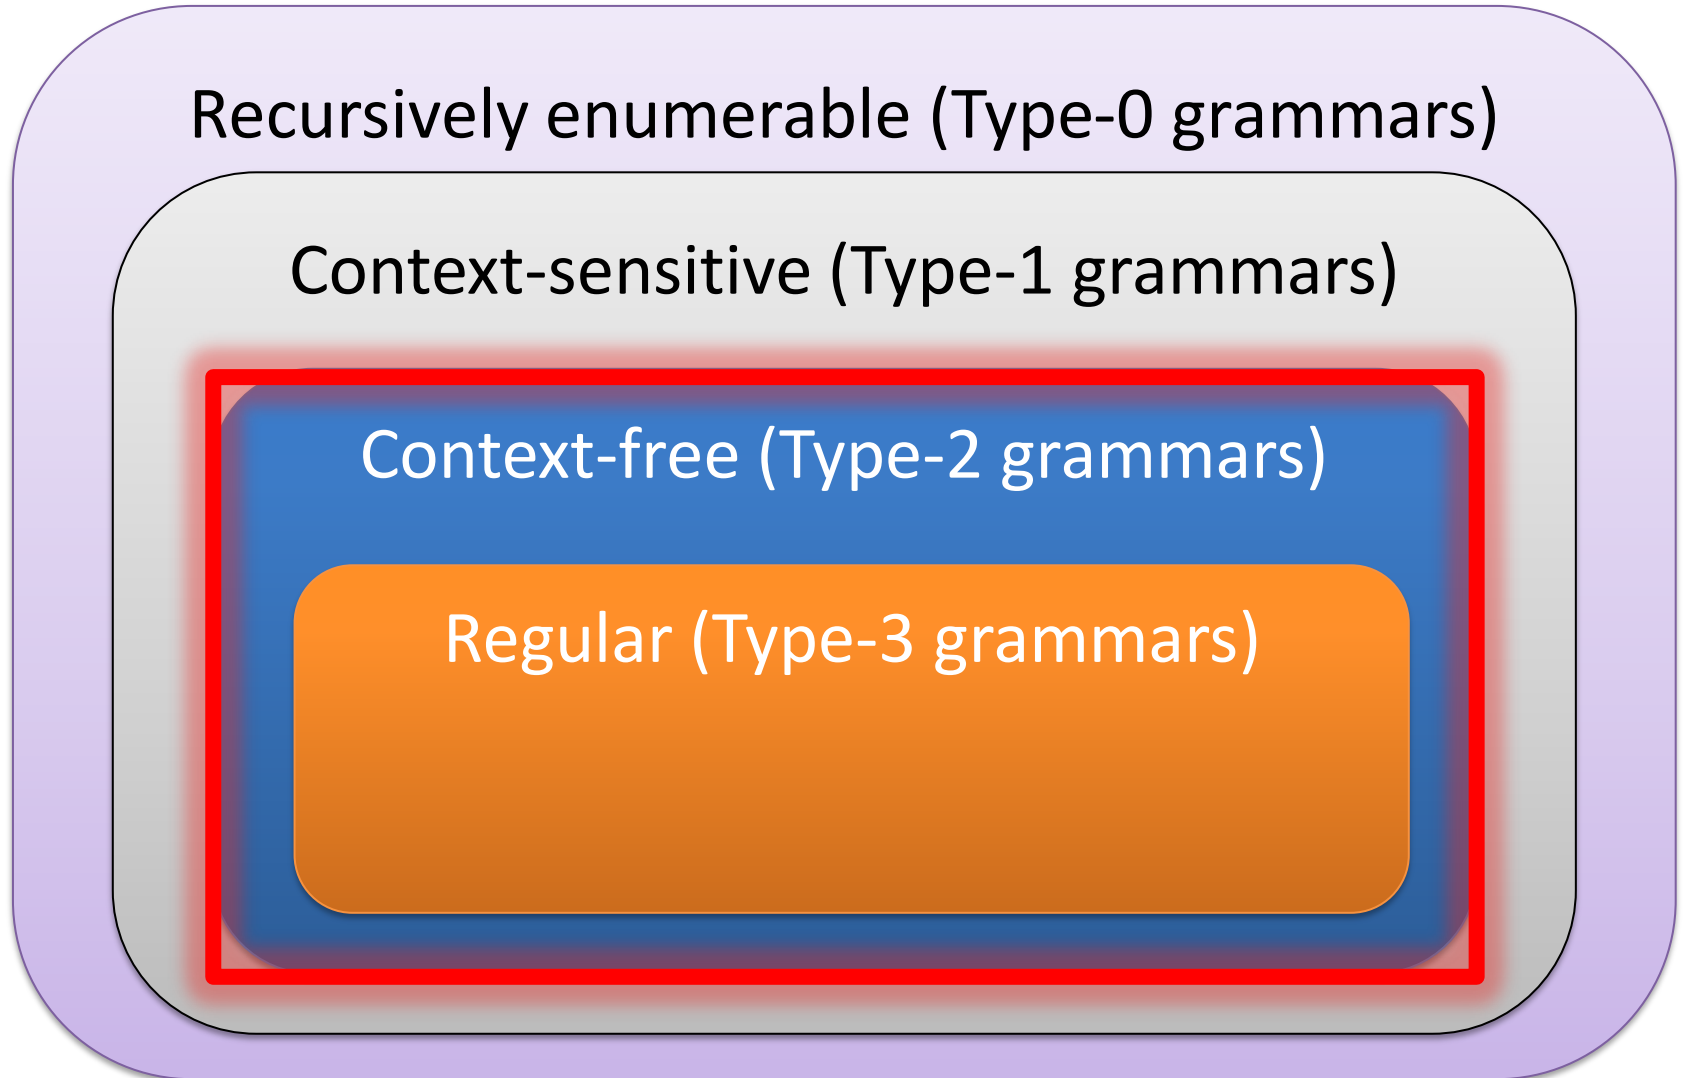 Recursively enumerable (Type-0 grammars)
Context-sensitive (Type-1 grammars)
Context-free (Type-2 grammars)
Regular (Type-3 grammars)